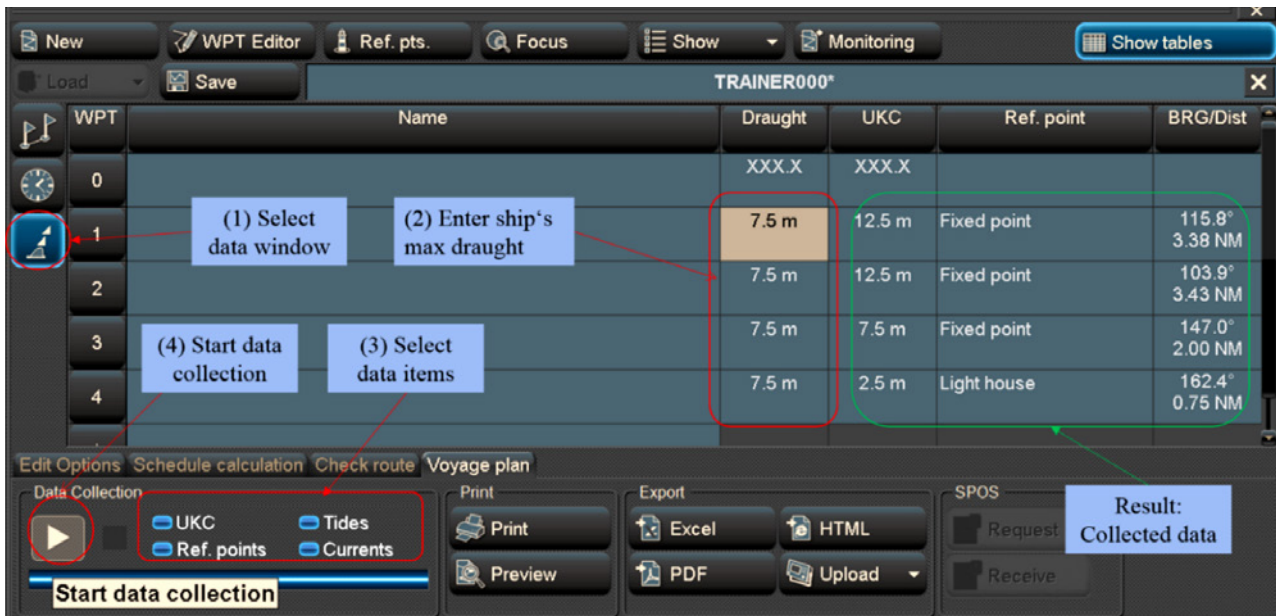 New
WPT Editor
Ref. pts.
Focus
Show
Monitoring
Show tables
Load
Save
TRAINER000*
WPT
Name
Draught
UKC
Ref. point
BRG/Dist
0
XXX.X
XXX.X
1
7.5 m
12.5 m
Fixed point
115.8°
3.38 NM
2
7.5 m
12.5 m
Fixed point
103.9°
3.43 NM
3
7.5 m
7.5 m
Fixed point
147.0°
2.00 NM
4
7.5 m
2.5 m
Light house
162.4°
0.75 NM
(1) Select
data window
(2) Enter ship‘s
max draught
(4) Start data
collection
(3) Select
data items
Edit Options
Schedule calculation
Check route
Voyage plan
Data Collection
UKC
Tides
Ref. points
Currents
Start data collection
Print
Print
Preview
Export
Excel
HTML
PDF
Upload
SPOS
Request
Receive
Result:
Collected data